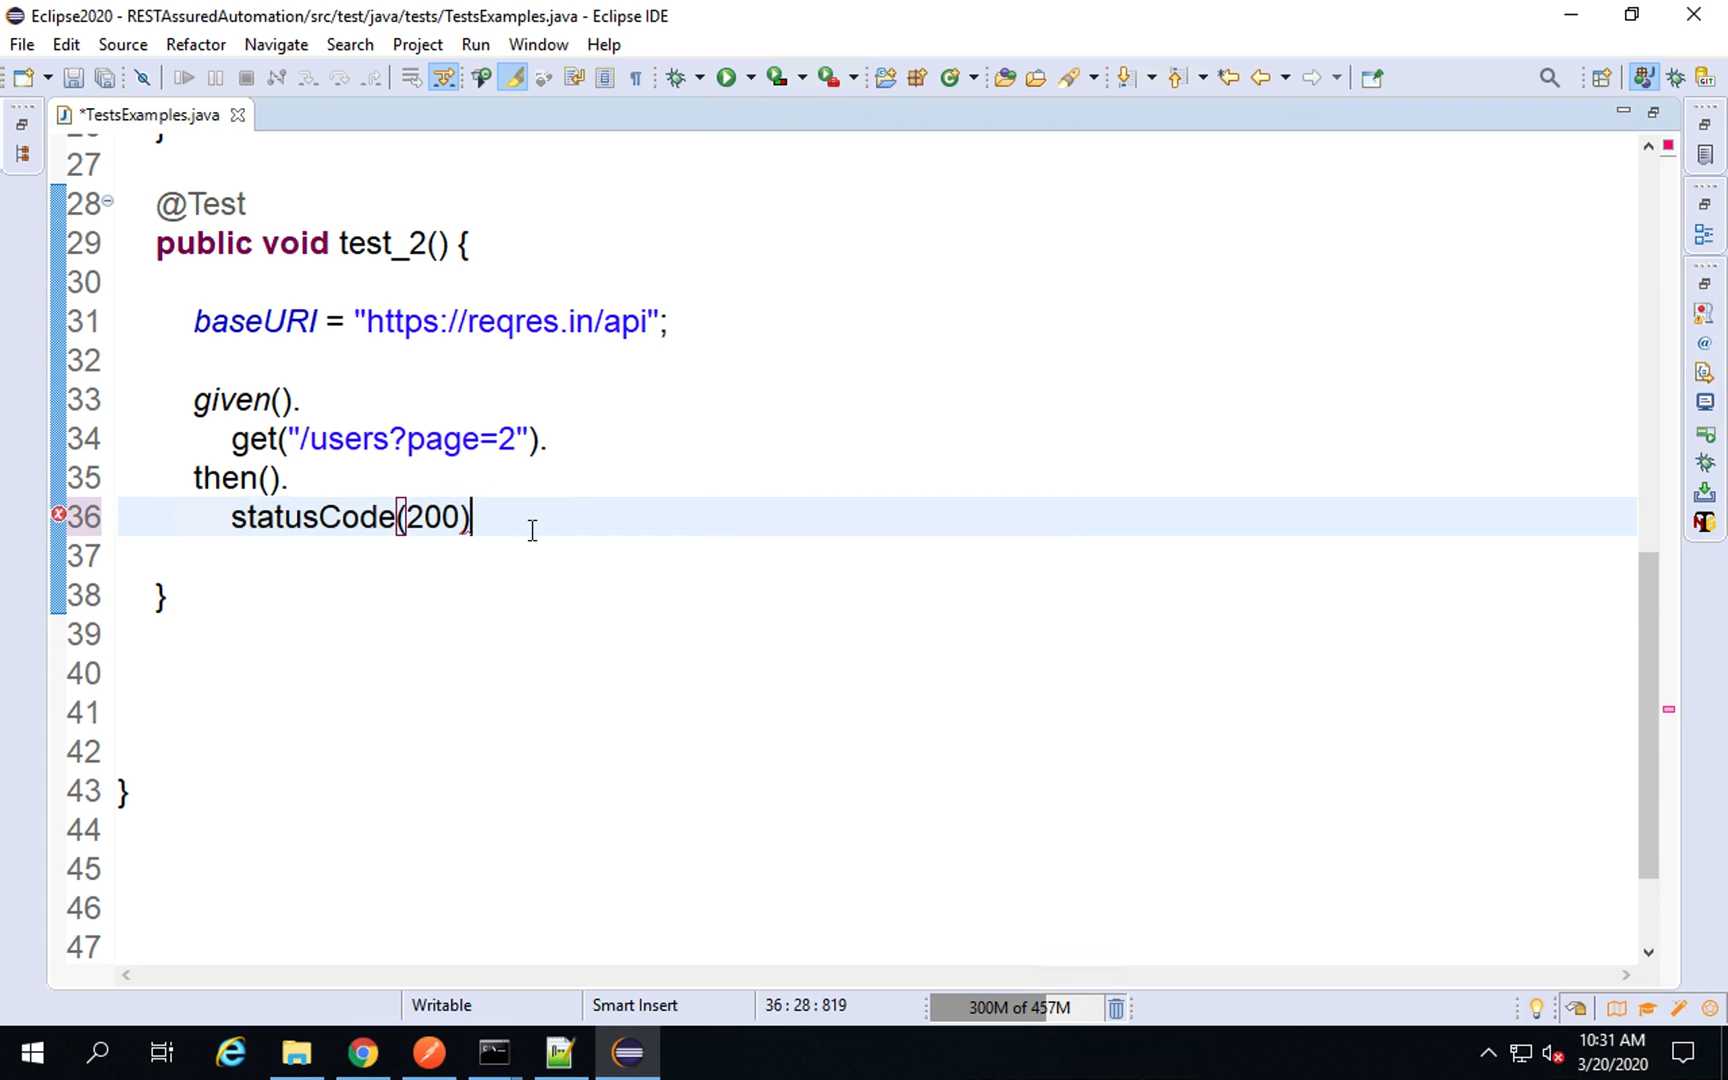 Eclipse2020 - RESTAssuredAutomation/src/test/java/tests/TestsExamples.java - Eclipse IDE
File Edit Source Refactor Navigate Search Project Run Window Help
*TestsExamples.java
27
28 @Test
29 public void test_2() {
30
31 baseURI = "https://reqres.in/api";
32
33 given().
34 get("/users?page=2").
35 then().
36 statusCode(200)
37
38 }
39
40
41
42
43 }
44
45
46
47
Writable Smart Insert 36 : 28 : 819 300M of 457M
10:31 AM
3/20/2020